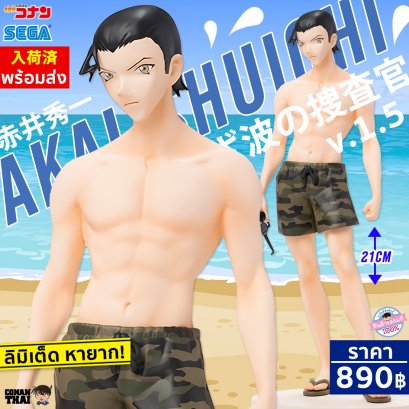 コナン
SEGA
入荷済
พร้อมส่ง
AKAI SHUICHI
赤井秀一
波の捜査官
v.1.5
21CM
ลิมิเต็ด หายาก!
ราคา
890฿
CONAN
THAI
100%